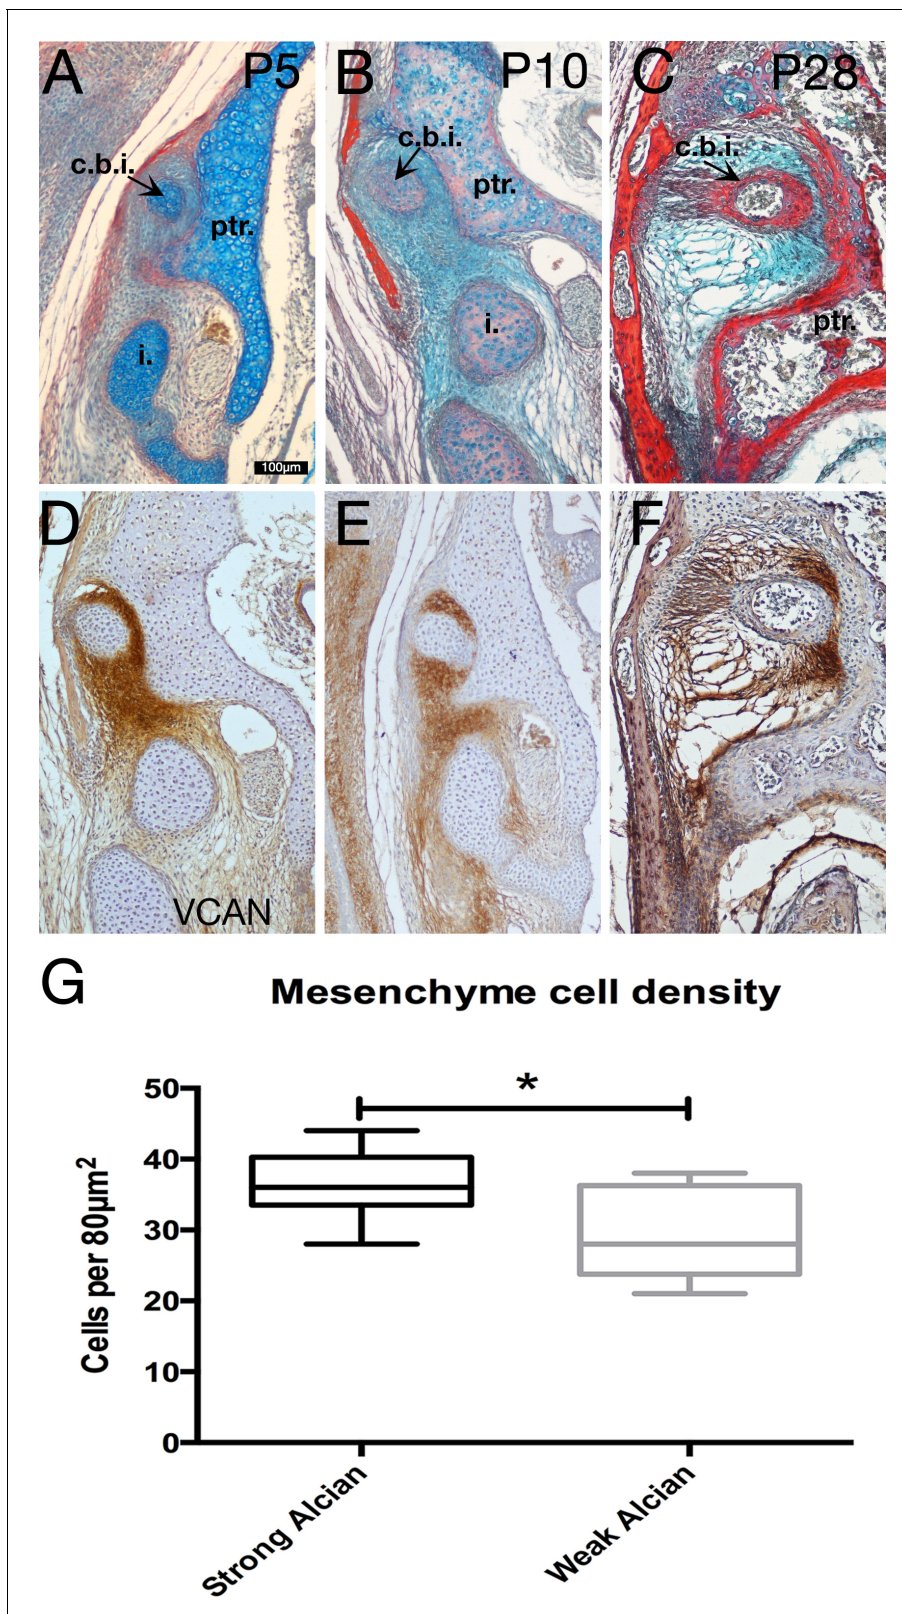 A P5
c.b.i.
ptr.
i.
100µm
B P10
c.b.i.
ptr.
i.
C P28
c.b.i.
ptr.
D
VCAN
E
F
G
Mesenchyme cell density
*
50
40
30
20
10
0
Cells per 80µm²
Strong Alcian
Weak Alcian